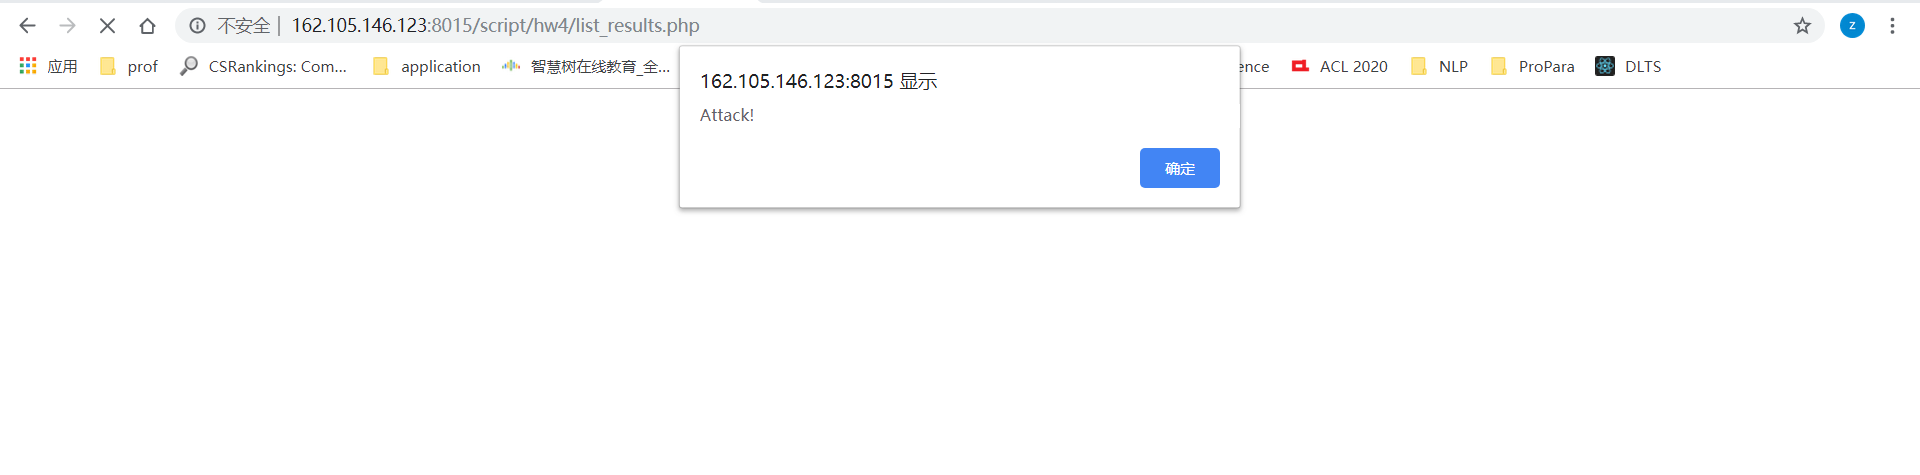 不安全 | 162.105.146.123:8015/script/hw4/list_results.php
z
应用 prof CSRankings: Com... application 智慧树在线教育_全... ACL 2020 NLP ProPara DLTS
162.105.146.123:8015 显示
Attack!
确定